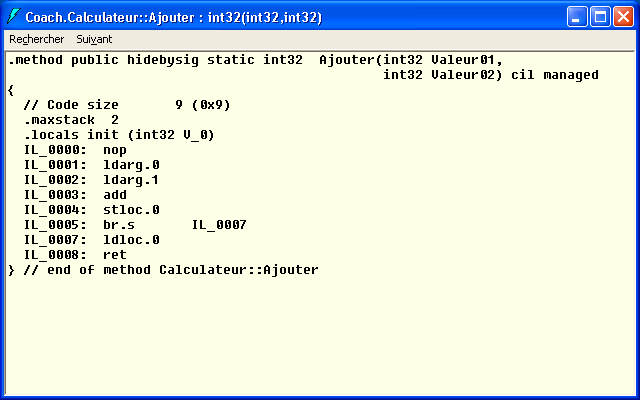 Coach.Calculateur::Ajouter : int32(int32,int32)
Rechercher Suivant
.method public hidebysig static int32  Ajouter(int32 Valeur01,
                                               int32 Valeur02) cil managed
{
  // Code size       9 (0x9)
  .maxstack  2
  .locals init (int32 V_0)
  IL_0000:  nop
  IL_0001:  ldarg.0
  IL_0002:  ldarg.1
  IL_0003:  add
  IL_0004:  stloc.0
  IL_0005:  br.s       IL_0007
  IL_0007:  ldloc.0
  IL_0008:  ret
} // end of method Calculateur::Ajouter